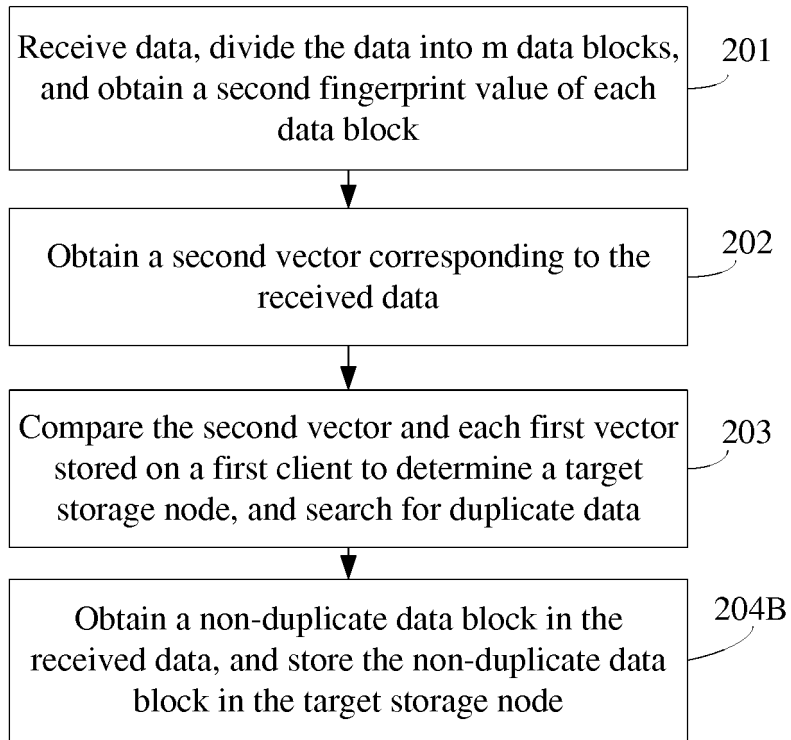 Receive data, divide the data into m data blocks,
and obtain a second fingerprint value of each
data block
201
Obtain a second vector corresponding to the
received data
202
Compare the second vector and each first vector
stored on a first client to determine a target
storage node, and search for duplicate data
203
Obtain a non-duplicate data block in the
received data, and store the non-duplicate data
block in the target storage node
204B